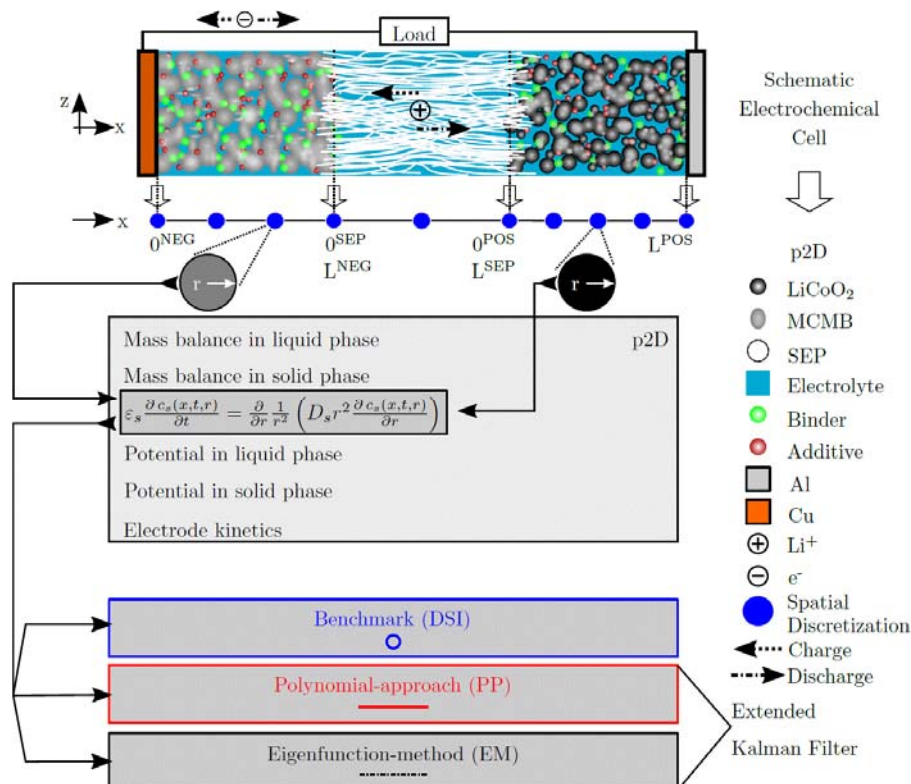 Load
Z
x
Schematic
Electrochemical
Cell
x
0^NEG
0^SEP
0^POS
L^POS
L^NEG
L^SEP
r
r
p2D
LiCoO₂
MCMB
SEP
Electrolyte
Binder
Additive
Al
Cu
Li⁺
e⁻
Spatial
Discretization
Charge
Discharge
Mass balance in liquid phase
p2D
Mass balance in solid phase
ε_s ∂ c_s(x,t,r)/∂t = ∂/∂r 1/r² (D_s r² ∂ c_s(x,t,r)/∂r)
Potential in liquid phase
Potential in solid phase
Electrode kinetics
Benchmark (DSI)
Polynomial-approach (PP)
Eigenfunction-method (EM)
Extended
Kalman Filter